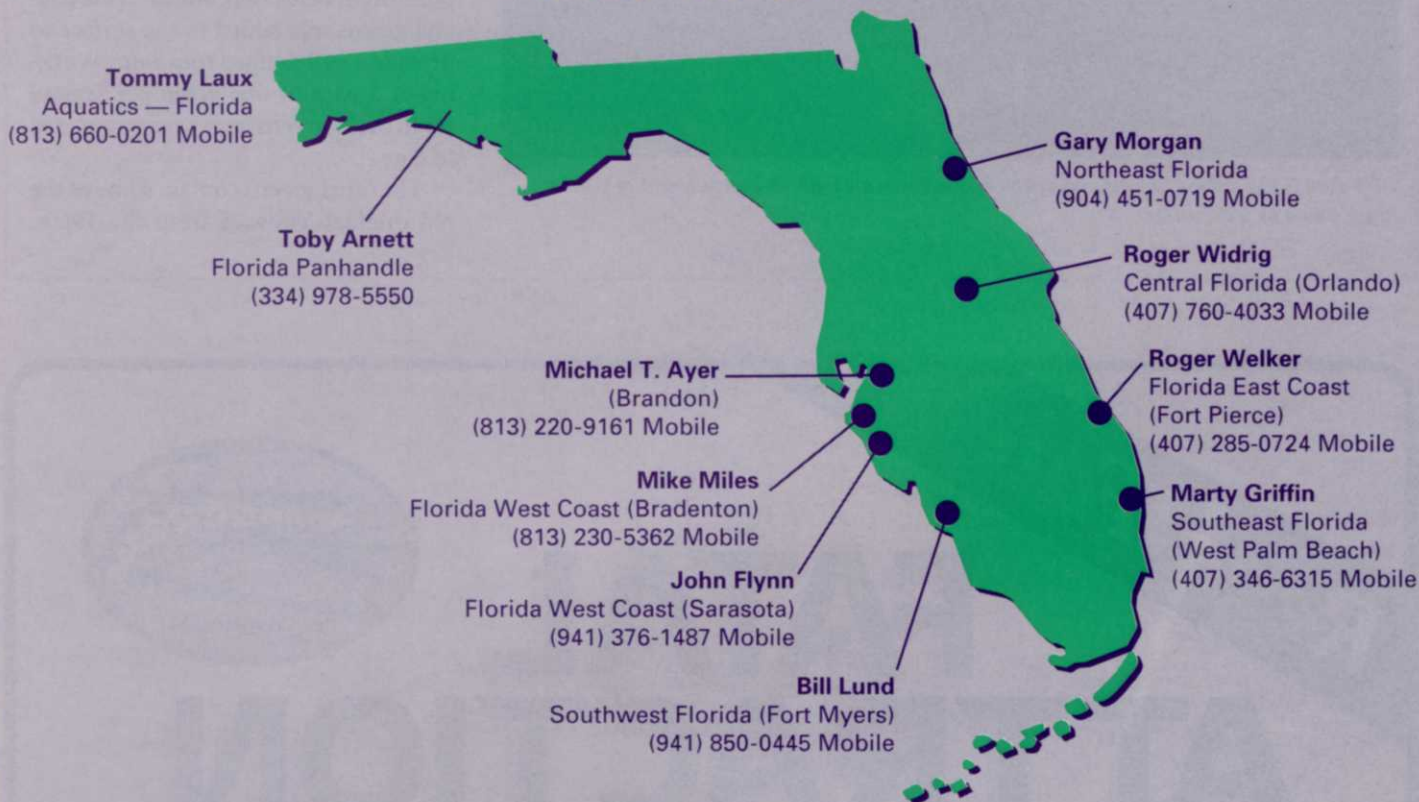 Tommy Laux
Aquatics — Florida
(813) 660-0201 Mobile
Toby Arnett
Florida Panhandle
(334) 978-5550
Michael T. Ayer
(Brandon)
(813) 220-9161 Mobile
Mike Miles
Florida West Coast (Bradenton)
(813) 230-5362 Mobile
John Flynn
Florida West Coast (Sarasota)
(941) 376-1487 Mobile
Bill Lund
Southwest Florida (Fort Myers)
(941) 850-0445 Mobile
Gary Morgan
Northeast Florida
(904) 451-0719 Mobile
Roger Widrig
Central Florida (Orlando)
(407) 760-4033 Mobile
Roger Welker
Florida East Coast
(Fort Pierce)
(407) 285-0724 Mobile
Marty Griffin
Southeast Florida
(West Palm Beach)
(407) 346-6315 Mobile